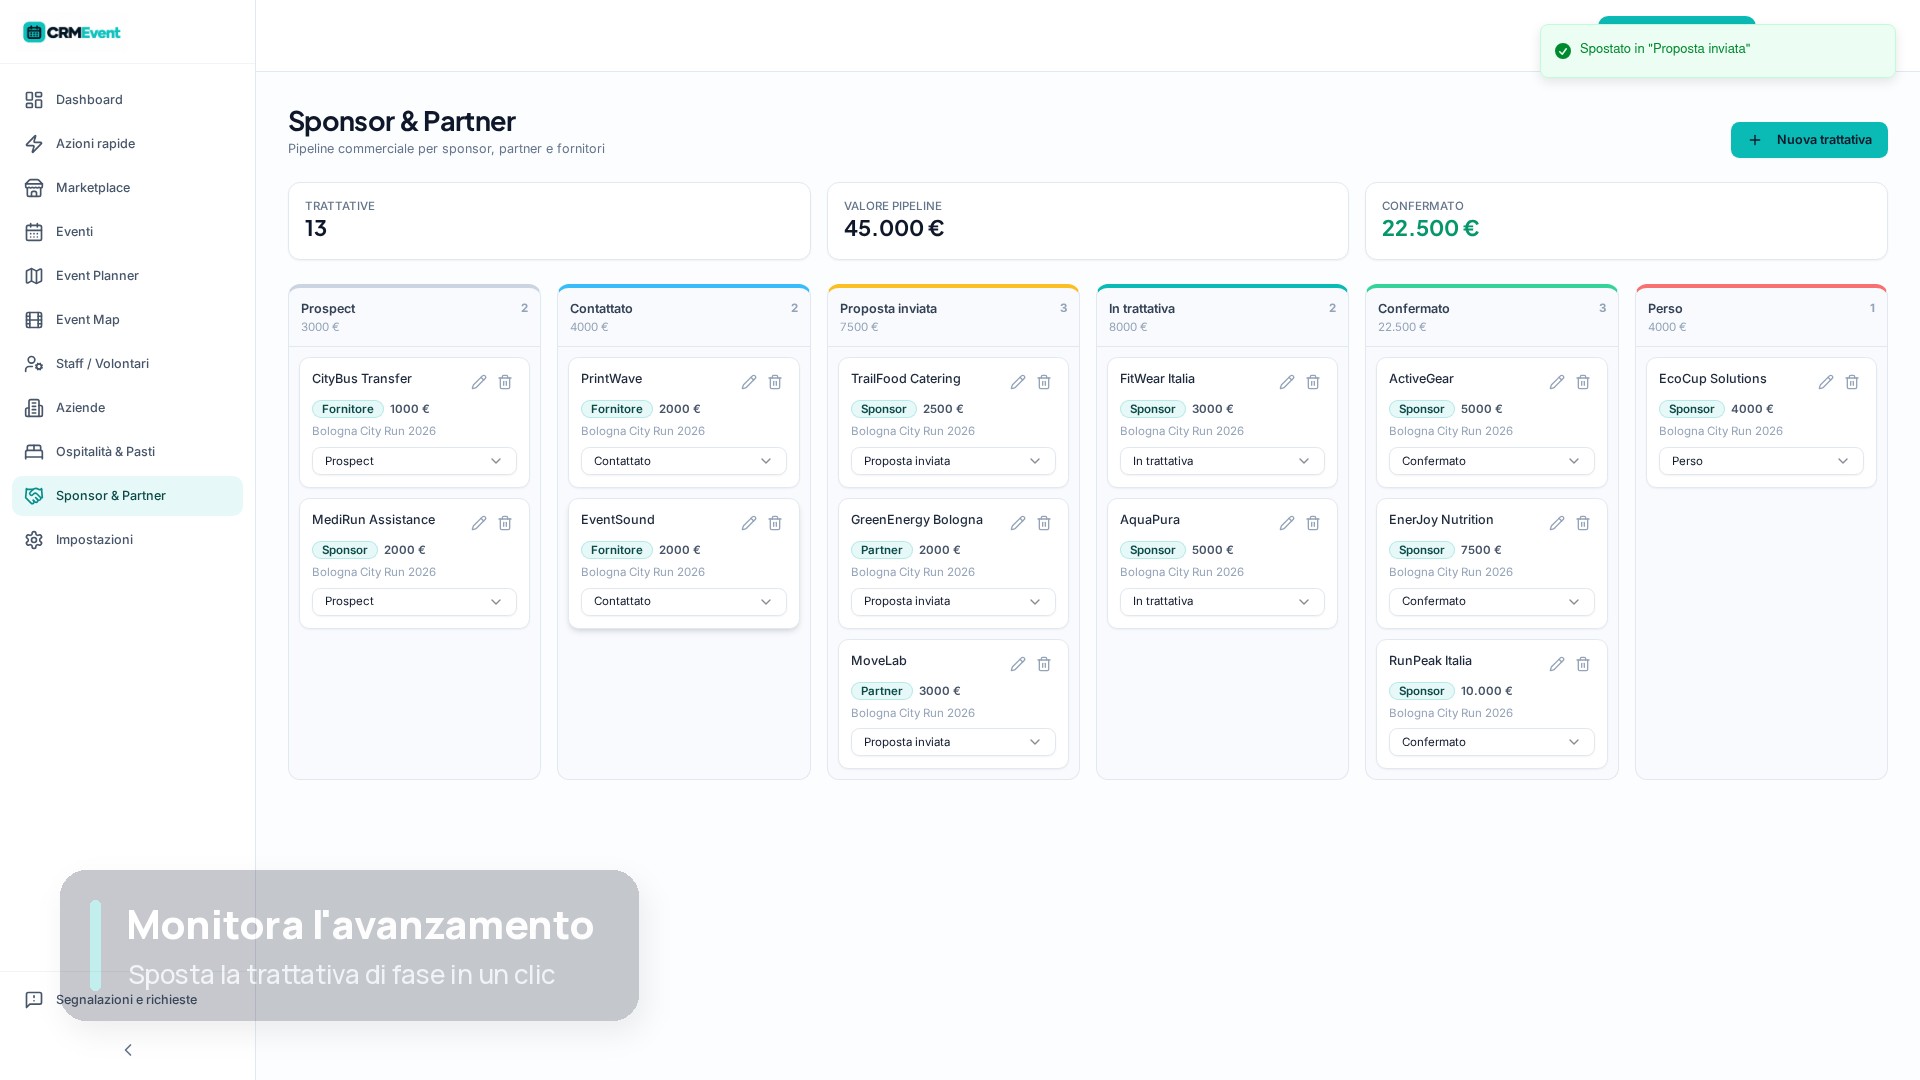 CRMEvent
Dashboard
Azioni rapide
Marketplace
Eventi
Event Planner
Event Map
Staff / Volontari
Aziende
Ospitalità & Pasti
Sponsor & Partner
Impostazioni
Segnalazioni e richieste
Spostato in "Proposta inviata"
Sponsor & Partner
Pipeline commerciale per sponsor, partner e fornitori
Nuova trattativa
TRATTATIVE
13
VALORE PIPELINE
45.000 €
CONFERMATO
22.500 €
Prospect 2
3000 €
CityBus Transfer
Fornitore 1000 €
Bologna City Run 2026
Prospect
MediRun Assistance
Sponsor 2000 €
Bologna City Run 2026
Prospect
Contattato 2
4000 €
PrintWave
Fornitore 2000 €
Bologna City Run 2026
Contattato
EventSound
Fornitore 2000 €
Bologna City Run 2026
Contattato
Proposta inviata 3
7500 €
TrailFood Catering
Sponsor 2500 €
Bologna City Run 2026
Proposta inviata
GreenEnergy Bologna
Partner 2000 €
Bologna City Run 2026
Proposta inviata
MoveLab
Partner 3000 €
Bologna City Run 2026
Proposta inviata
In trattativa 2
8000 €
FitWear Italia
Sponsor 3000 €
Bologna City Run 2026
In trattativa
AquaPura
Sponsor 5000 €
Bologna City Run 2026
In trattativa
Confermato 3
22.500 €
ActiveGear
Sponsor 5000 €
Bologna City Run 2026
Confermato
EnerJoy Nutrition
Sponsor 7500 €
Bologna City Run 2026
Confermato
RunPeak Italia
Sponsor 10.000 €
Bologna City Run 2026
Confermato
Perso 1
4000 €
EcoCup Solutions
Sponsor 4000 €
Bologna City Run 2026
Perso
Monitora l'avanzamento
Sposta la trattativa di fase in un clic